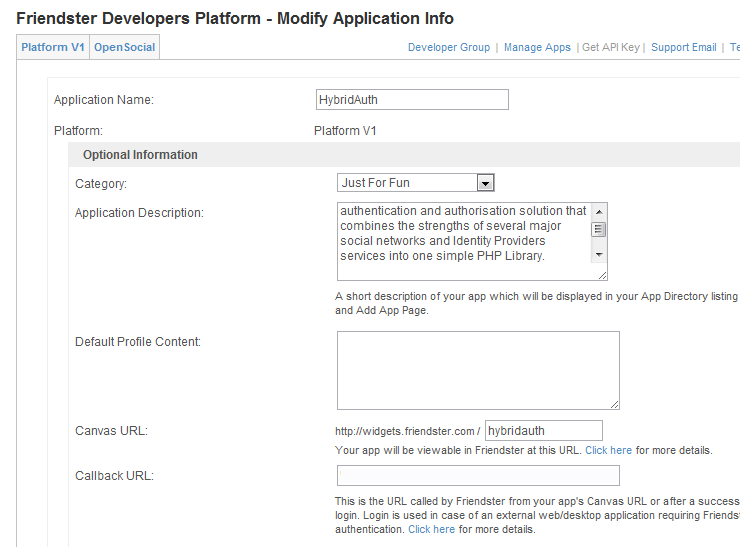 Friendster Developers Platform - Modify Application Info
Platform V1 OpenSocial Developer Group | Manage Apps | Get API Key | Support Email |
Application Name: HybridAuth
Platform: Platform V1
Optional Information
Category: Just For Fun
Application Description: authentication and authorisation solution that
combines the strengths of several major
social networks and Identity Providers
services into one simple PHP Library.
A short description of your app which will be displayed in your App Directory listing
and Add App Page.
Default Profile Content:
Canvas URL: http://widgets.friendster.com / hybridauth
Your app will be viewable in Friendster at this URL. Click here for more details.
Callback URL:
This is the URL called by Friendster from your app's Canvas URL or after a success
login. Login is used in case of an external web/desktop application requiring Friends
authentication. Click here for more details.